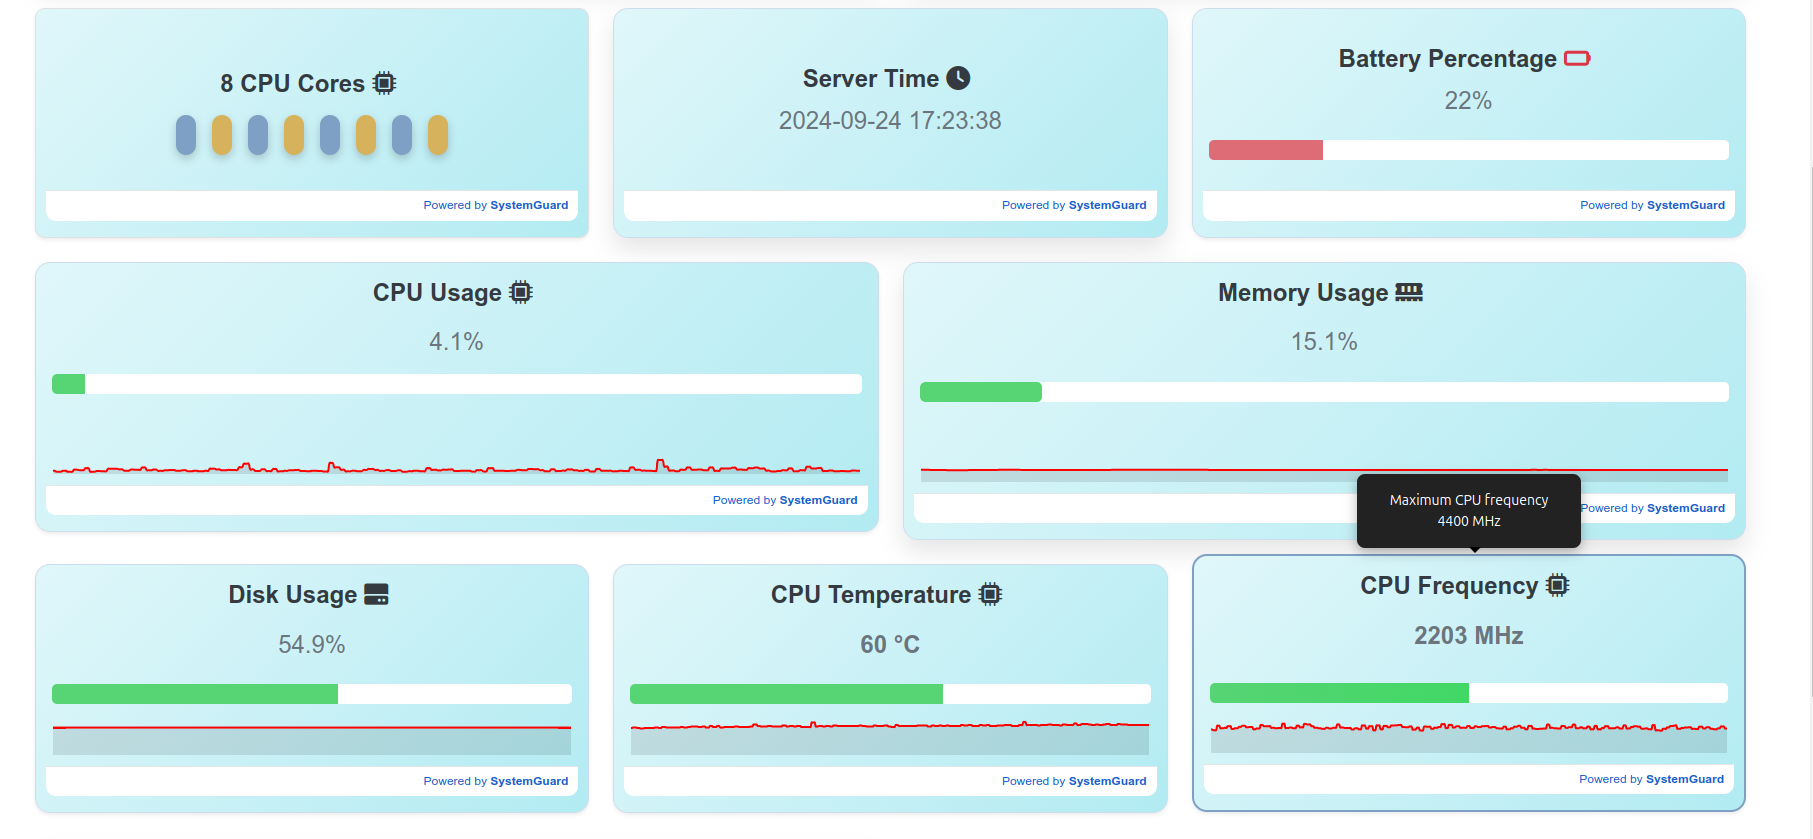 8 CPU Cores
Powered by SystemGuard
Server Time
2024-09-24 17:23:38
Powered by SystemGuard
Battery Percentage
22%
Powered by SystemGuard
CPU Usage
4.1%
Powered by SystemGuard
Memory Usage
15.1%
Powered by SystemGuard
Maximum CPU frequency
4400 MHz
Disk Usage
54.9%
Powered by SystemGuard
CPU Temperature
60 °C
Powered by SystemGuard
CPU Frequency
2203 MHz
Powered by SystemGuard